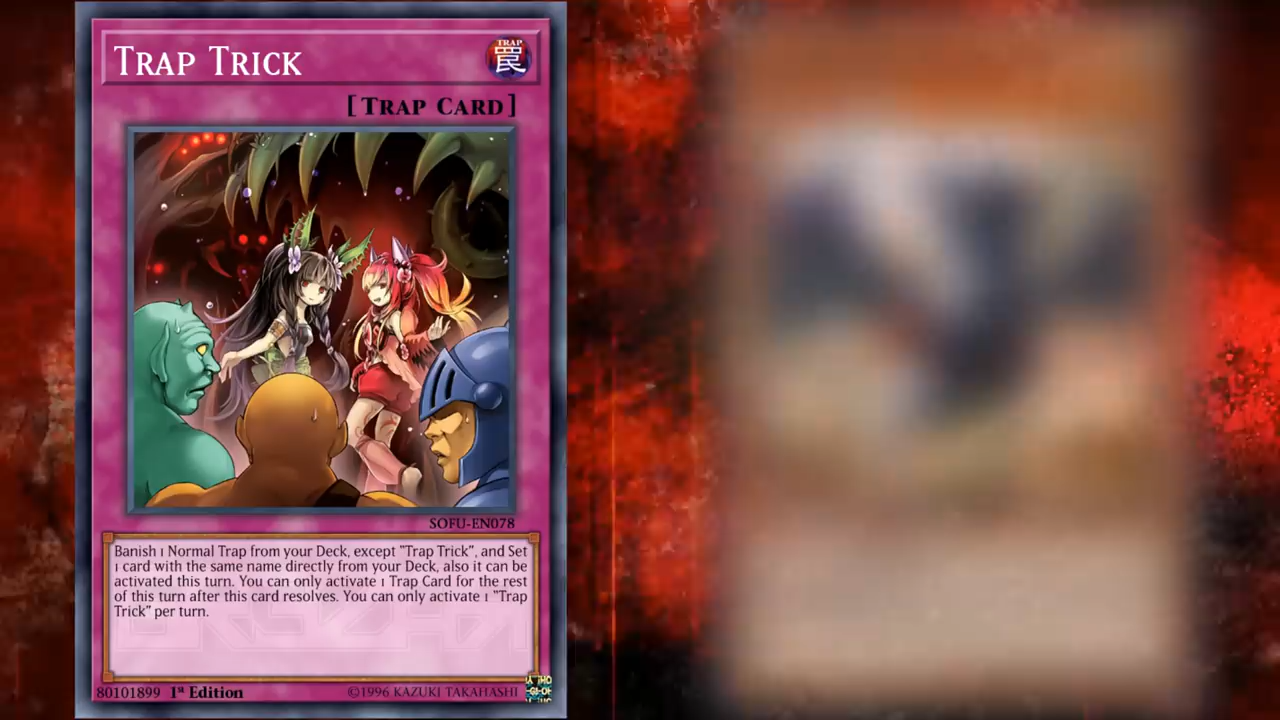 TRAP TRICK
TRAP
罠
[TRAP CARD]
SOFU-EN078
Banish 1 Normal Trap from your Deck, except "Trap Trick", and Set
1 card with the same name directly from your Deck, also it can be
activated this turn. You can only activate 1 Trap Card for the rest
of this turn after this card resolves. You can only activate 1 "Trap
Trick" per turn.
80101899 1st Edition ©1996 KAZUKI TAKAHASHI